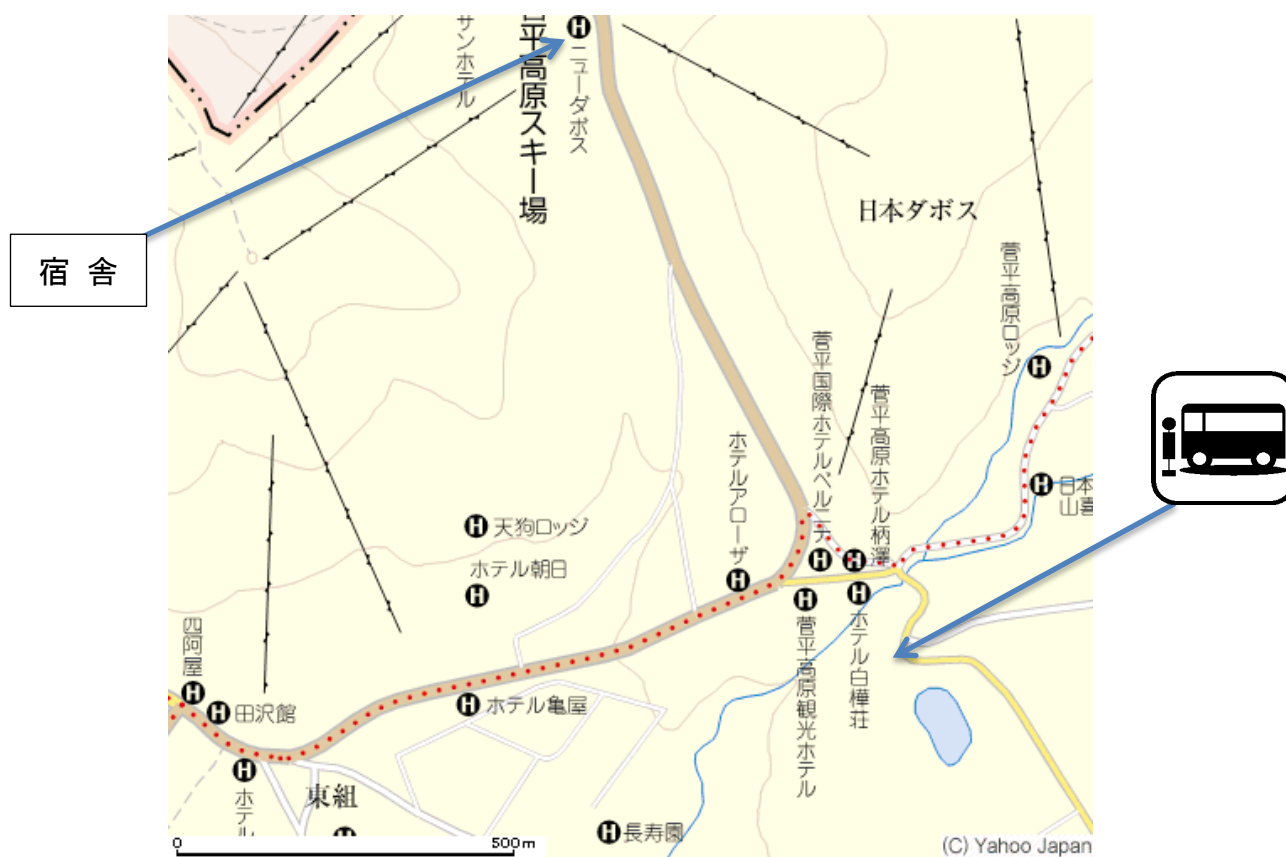 宿 舎
平高原スキー場
サンホテル
ニューダボス
日本ダボス
菅平高原ロッジ
菅平国際ホテルベルニナ
菅平高原ホテル柄澤
ホテルアローザ
日本
山喜
天狗ロッジ
ホテル朝日
四阿屋
田沢館
ホテル亀屋
菅平高原観光ホテル
ホテル白樺荘
東組
ホテル
長寿園
0
500m
(C) Yahoo Japan